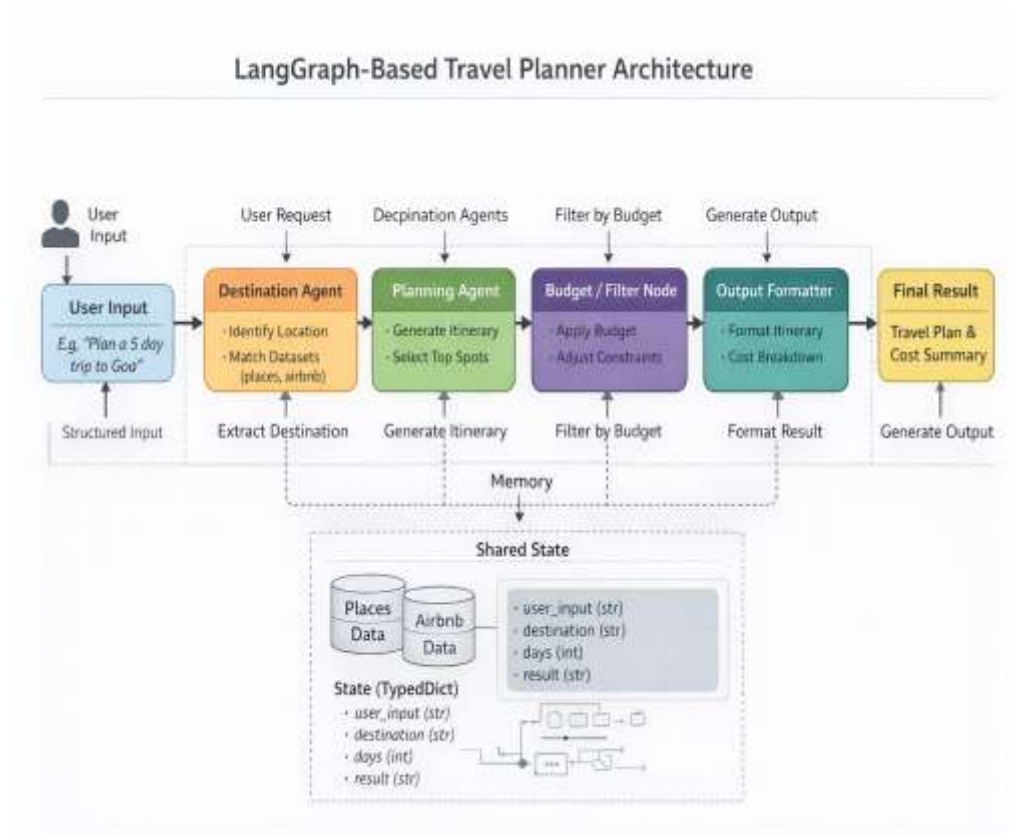 LangGraph-Based Travel Planner Architecture
User
Input
User Request
Decpination Agents
Filter by Budget
Generate Output
User Input
E.g. "Plan a 5 day
trip to Goa"
Destination Agent
· Identify Location
· Match Datasets
(places, airbnb)
Planning Agent
· Generate Itinerary
· Select Top Spots
Budget / Filter Node
· Apply Budget
· Adjust Constraints
Output Formatter
· Format Itinerary
· Cost Breakdown
Final Result
Travel Plan &
Cost Summary
Structured Input
Extract Destination
Generate Itinerary
Filter by Budget
Format Result
Generate Output
Memory
Shared State
Places
Data
Airbnb
Data
· user_input (str)
· destination (str)
· days (int)
· result (str)
State (TypedDict)
· user_input (str)
· destination (str)
· days (int)
· result (str)